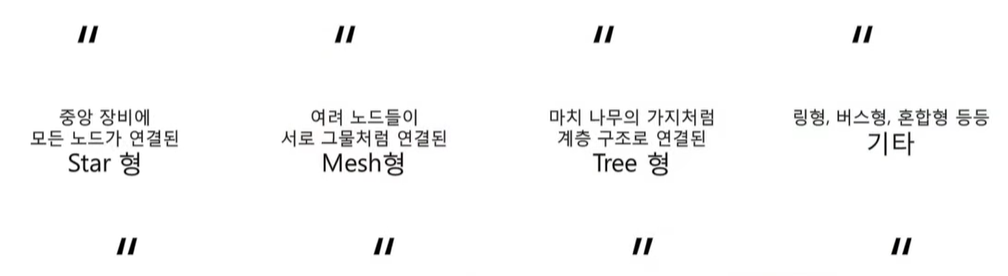 "
중앙 장비에
모든 노드가 연결된
Star 형
"
"
여려 노드들이
서로 그물처럼 연결된
Mesh형
"
"
마치 나무의 가지처럼
계층 구조로 연결된
Tree 형
"
"
링형, 버스형, 혼합형 등등
기타
"